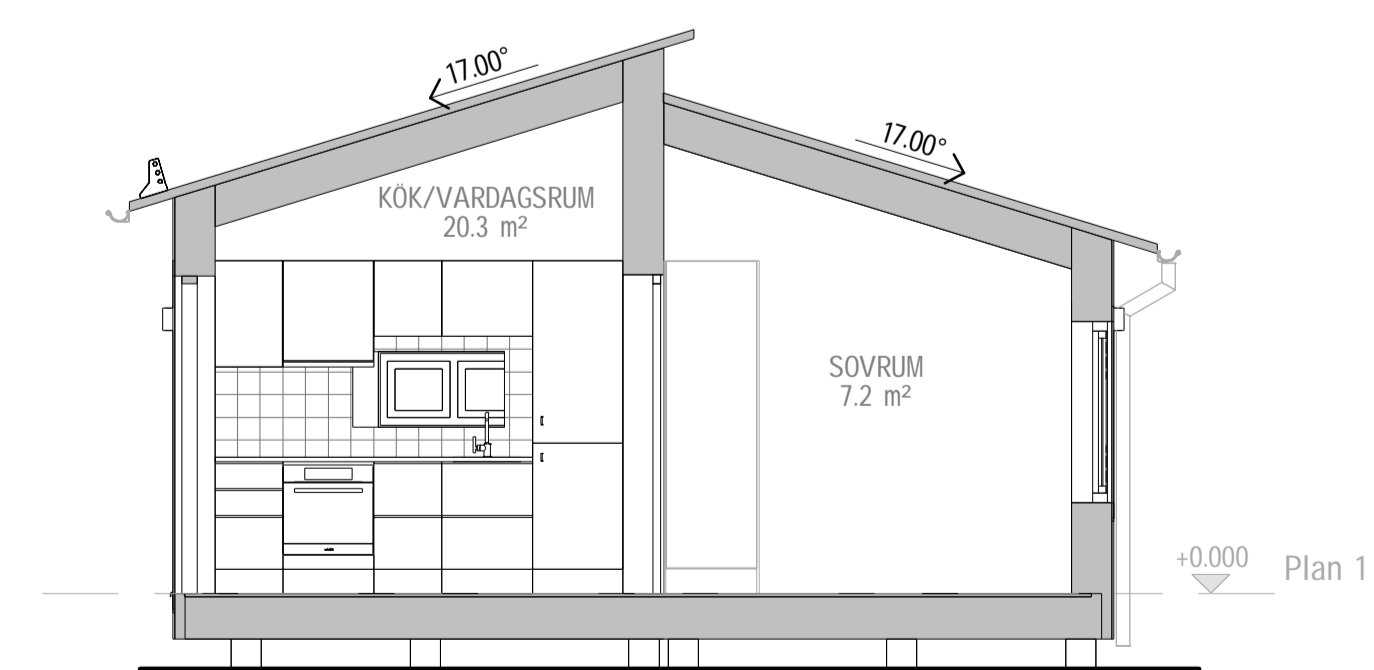 17.00°
17.00°
KÖK/VARDAGSRUM
20.3 m²
SOVRUM
7.2 m²
+0.000
Plan 1